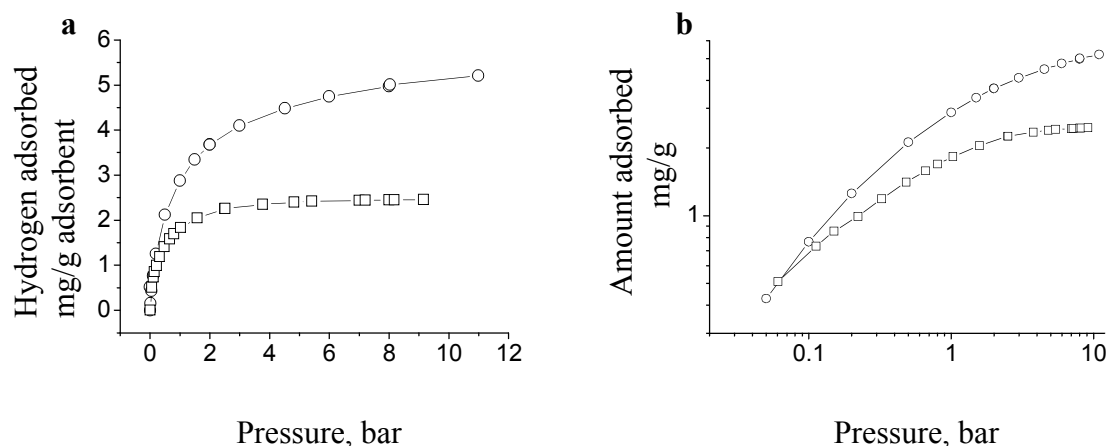 a
Hydrogen adsorbed
mg/g adsorbent
6
5
4
3
2
1
0
0 2 4 6 8 10 12
Pressure, bar
b
Amount adsorbed
mg/g
1
0.1 1 10
Pressure, bar